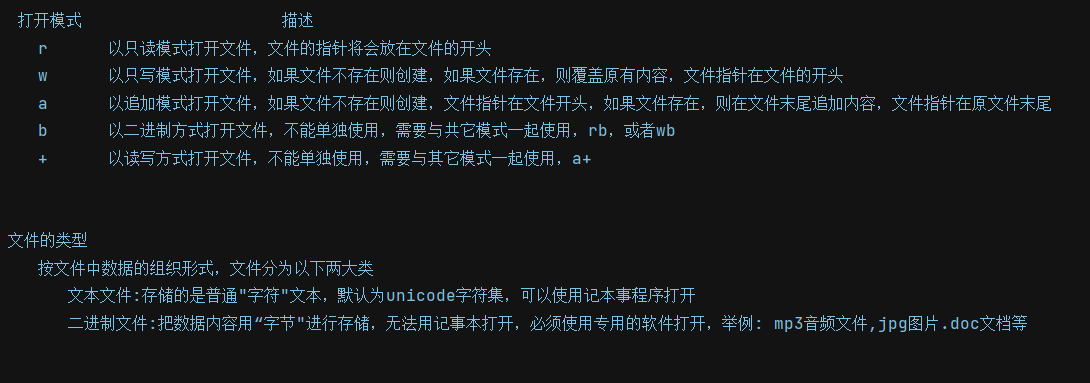 打开模式 描述
r 以只读模式打开文件，文件的指针将会放在文件的开头
w 以只写模式打开文件，如果文件不存在则创建，如果文件存在，则覆盖原有内容，文件指针在文件的开头
a 以追加模式打开文件，如果文件不存在则创建，文件指针在文件开头，如果文件存在，则在文件末尾追加内容，文件指针在原文件末尾
b 以二进制方式打开文件，不能单独使用，需要与共它模式一起使用，rb，或者wb
+ 以读写方式打开文件，不能单独使用，需要与其它模式一起使用，a+
文件的类型
按文件中数据的组织形式，文件分为以下两大类
文本文件:存储的是普通"字符"文本，默认为unicode字符集，可以使用记本事程序打开
二进制文件:把数据内容用“字节"进行存储，无法用记事本打开，必须使用专用的软件打开，举例: mp3音频文件,jpg图片.doc文档等